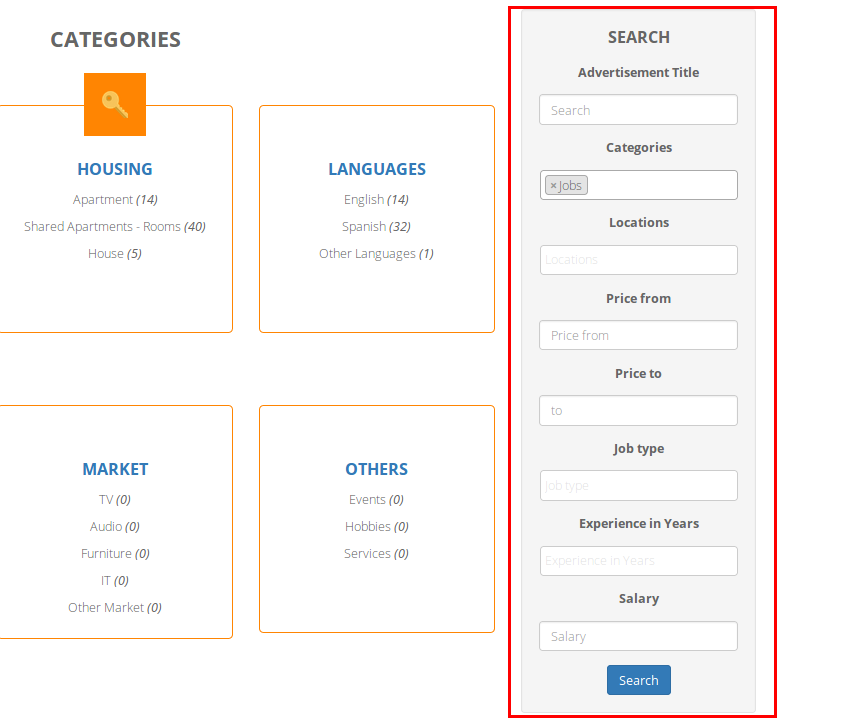 CATEGORIES
HOUSING
Apartment (14)
Shared Apartments - Rooms (40)
House (5)
LANGUAGES
English (14)
Spanish (32)
Other Languages (1)
MARKET
TV (0)
Audio (0)
Furniture (0)
IT (0)
Other Market (0)
OTHERS
Events (0)
Hobbies (0)
Services (0)
SEARCH
Advertisement Title
Search
Categories
×Jobs
Locations
Locations
Price from
Price from
Price to
to
Job type
Job type
Experience in Years
Experience in Years
Salary
Salary
Search